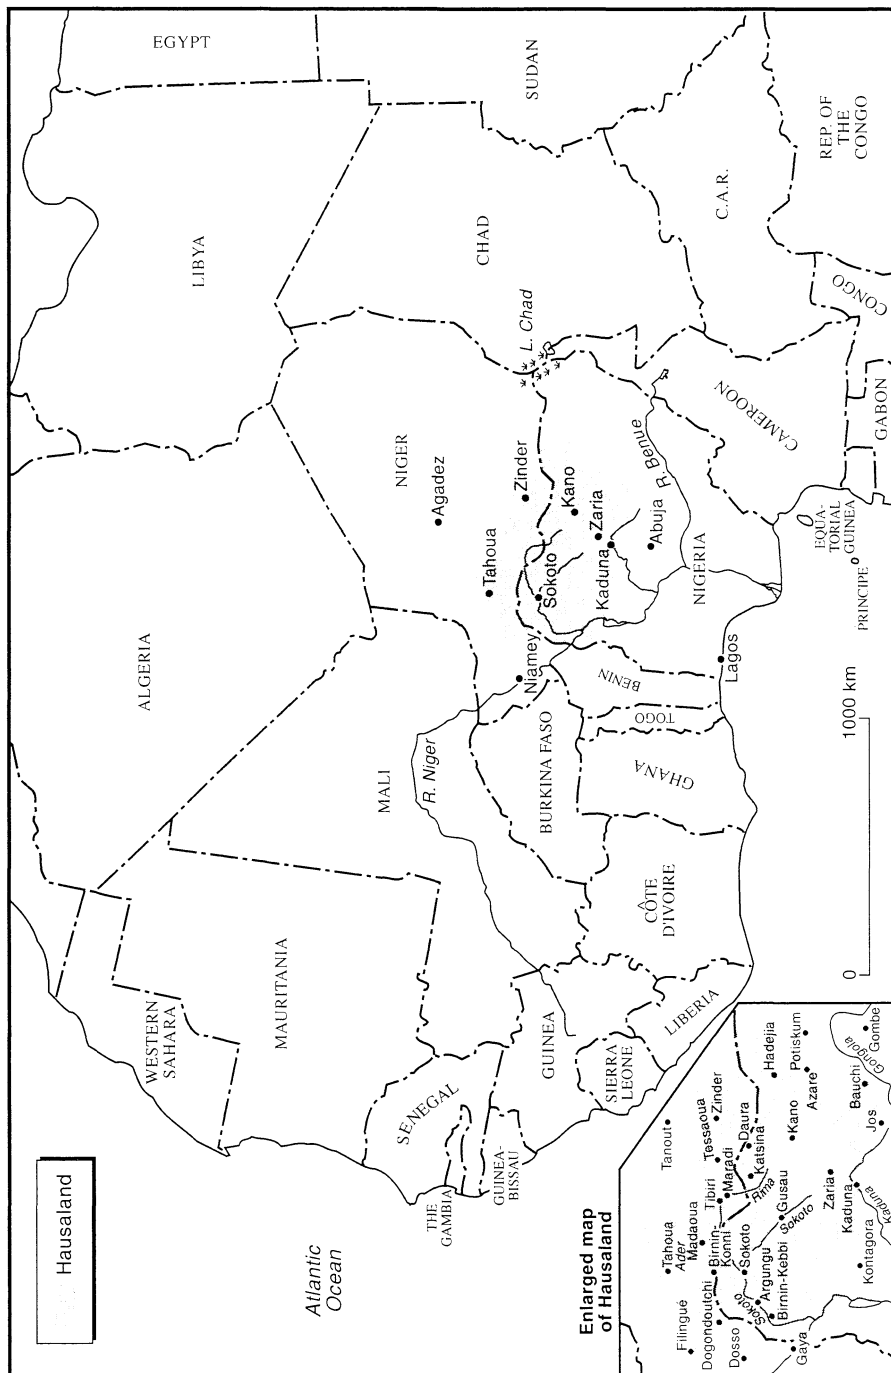 Hausaland
EGYPT
LIBYA
ALGERIA
WESTERN
SAHARA
MAURITANIA
MALI
NIGER
CHAD
SUDAN
Agadez
Tahoua
Zinder
L. Chad
R. Niger
Niamey
Sokoto
Kano
Zaria
Kaduna
Abuja
R. Benue
NIGERIA
Lagos
BENIN
TOGO
GHANA
BURKINA FASO
CÔTE
D'IVOIRE
LIBERIA
SIERRA
LEONE
GUINEA
GUINEA-
BISSAU
THE
GAMBIA
SENEGAL
CAMEROON
C.A.R.
REP. OF
THE
CONGO
CONGO
GABON
EQUA-
TORIAL
GUINEA
PRINCIPE
Atlantic
Ocean
0
1000 km
Enlarged map
of Hausaland
Filingué
Tahoua
Ader
Tanout
Dogondoutchi
Birnin-
Konni
Madaoua
Tibiri
Maradi
Tessaoua
Zinder
Dosso
Sokoto
Argungu
Birnin-Kebbi
Sokoto
Gaya
Rima
Katsina
Daura
Gusau
Sokoto
Kano
Hadejia
Azare
Potiskum
Zaria
Kaduna
Kaduna
Kontagora
Jos
Bauchi
Gongola
Gombe